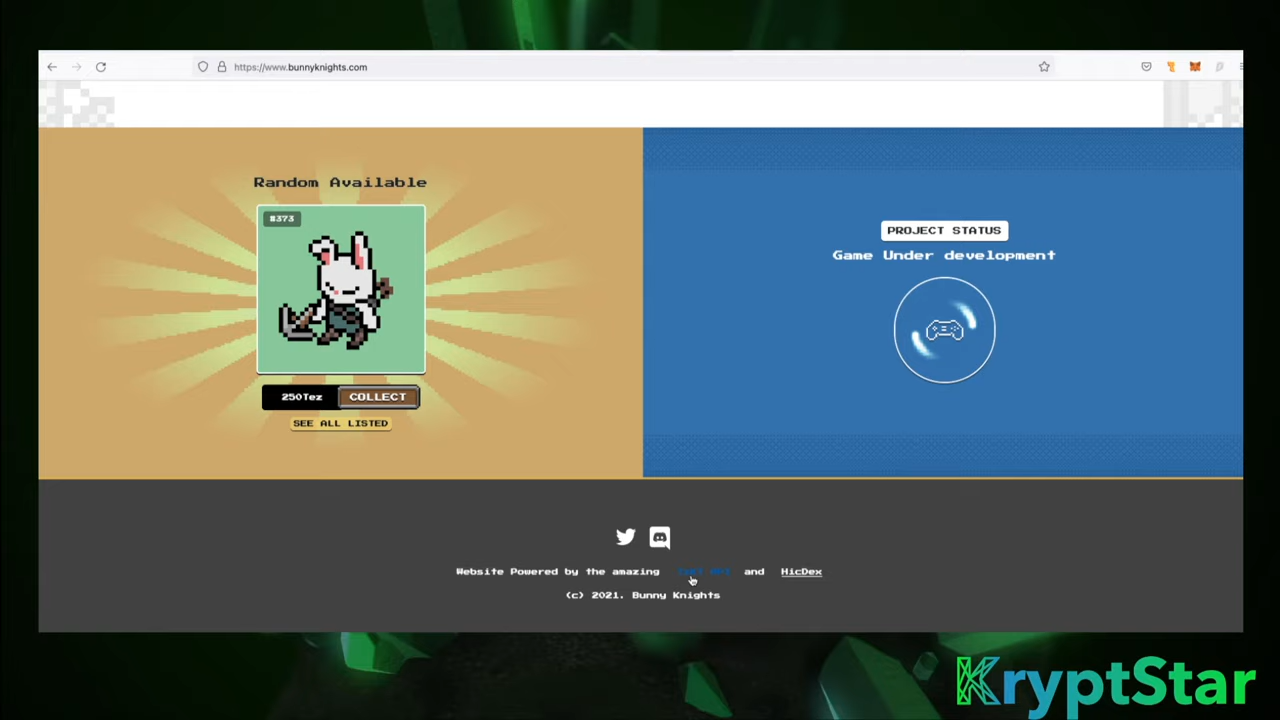 https://www.bunnyknights.com
Random Available
#373
250Tez COLLECT
SEE ALL LISTED
PROJECT STATUS
Game Under development
Website Powered by the amazing and HicDex
(c) 2021. Bunny Knights
KryptStar